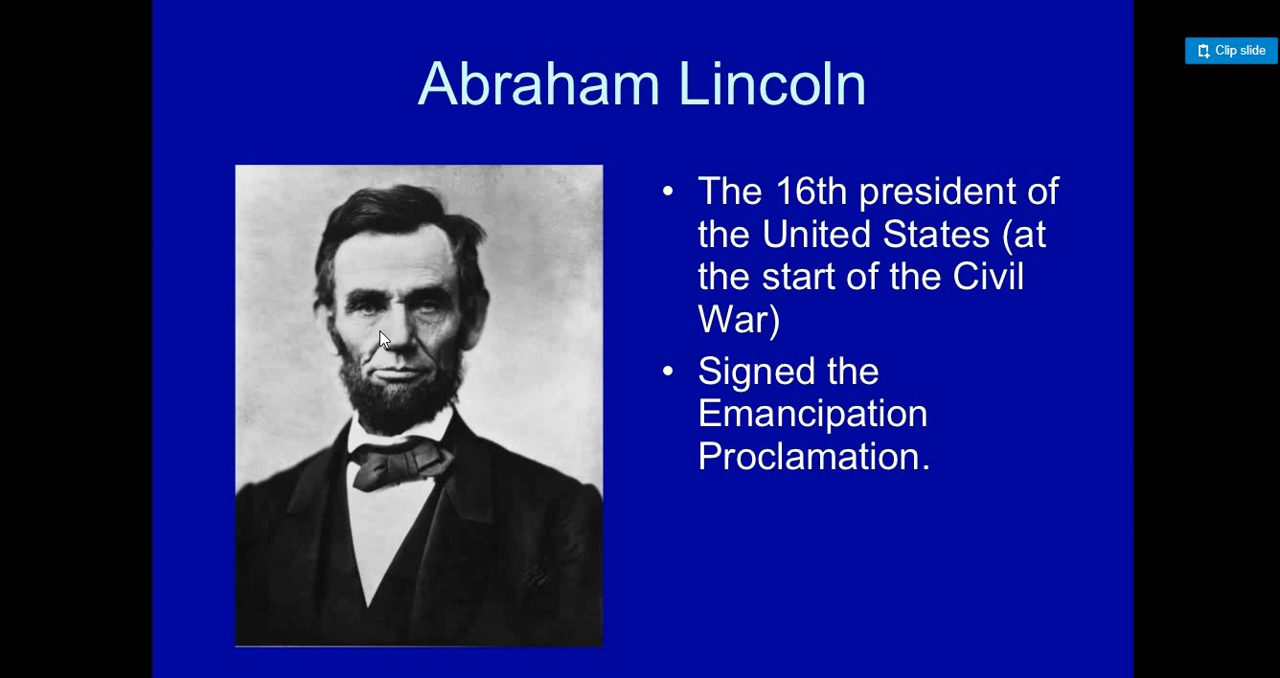 Clip slide
Abraham Lincoln
• The 16th president of
the United States (at
the start of the Civil
War)
• Signed the
Emancipation
Proclamation.